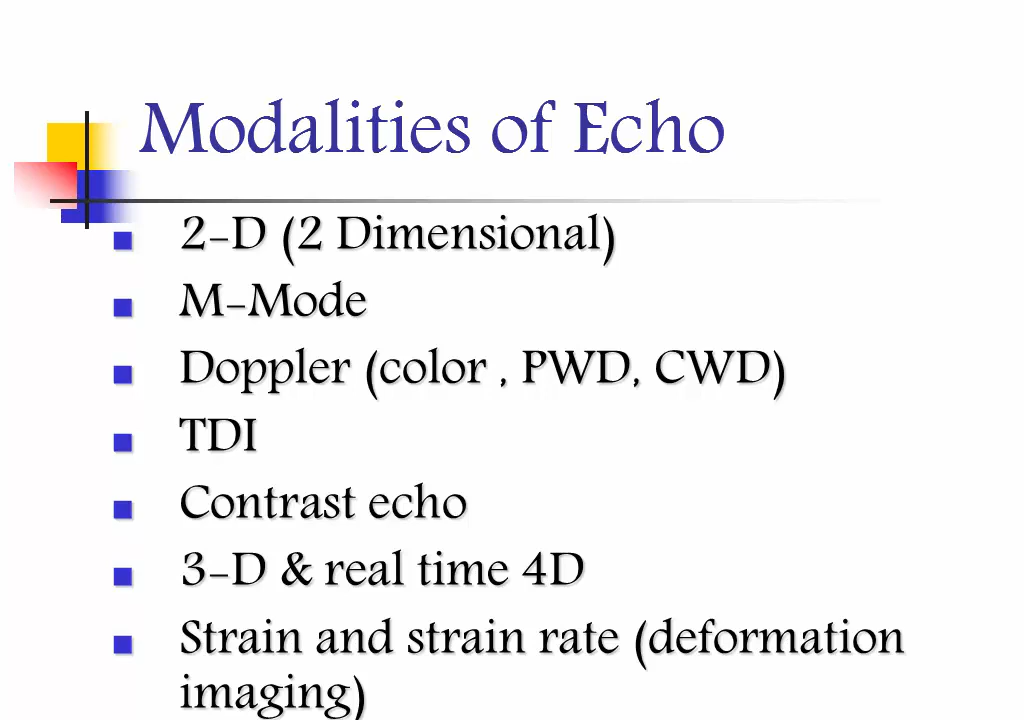 Modalities of Echo
2-D (2 Dimensional)
M-Mode
Doppler (color , PWD, CWD)
TDI
Contrast echo
3-D & real time 4D
Strain and strain rate (deformation
imaging)